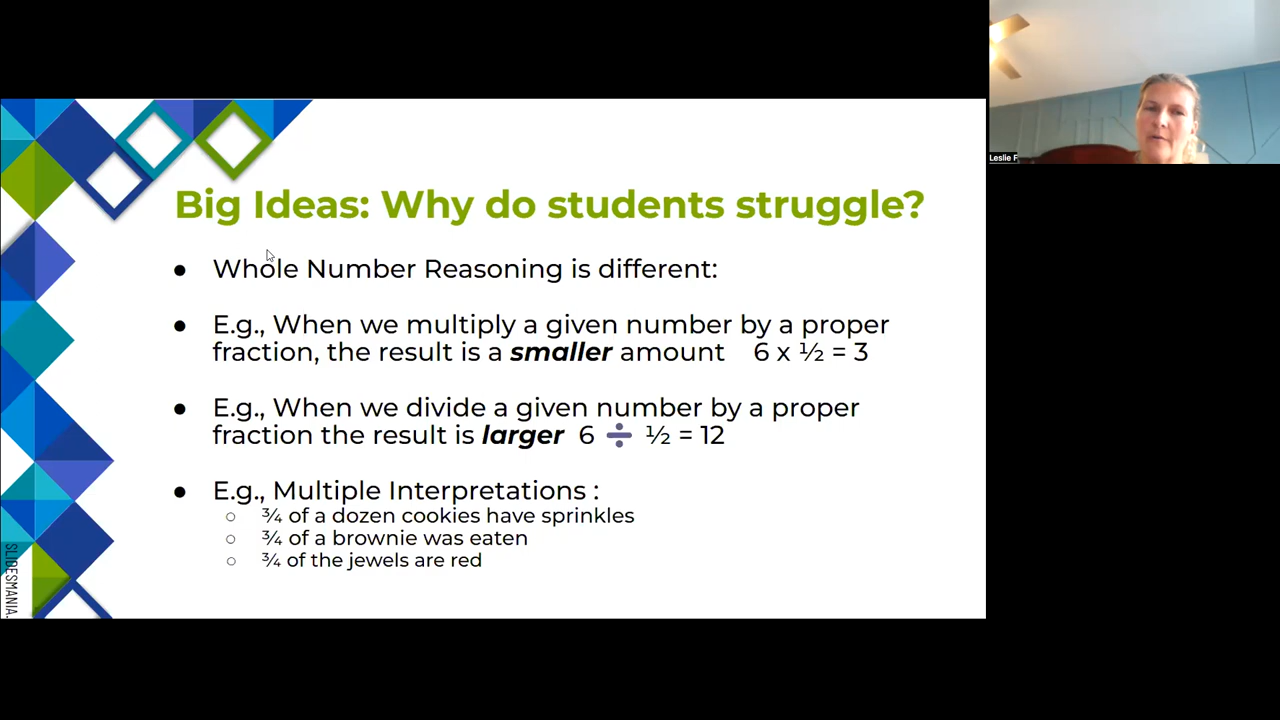 Leslie F
Big Ideas: Why do students struggle?
● Whole Number Reasoning is different:
● E.g., When we multiply a given number by a proper
fraction, the result is a smaller amount 6 x ½ = 3
● E.g., When we divide a given number by a proper
fraction the result is larger 6 ➗ ½ = 12
● E.g., Multiple Interpretations :
○ ¾ of a dozen cookies have sprinkles
○ ¾ of a brownie was eaten
○ ¾ of the jewels are red
SLIDESMANIA.